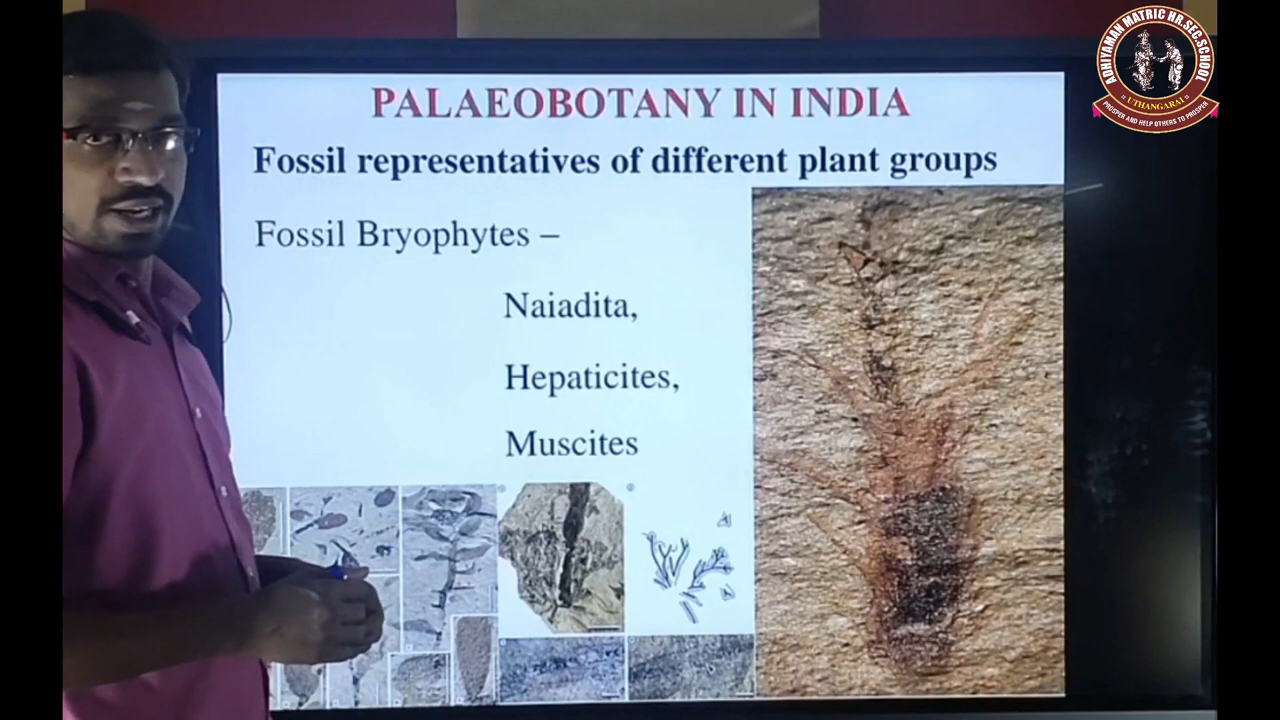 PALAEOBOTANY IN INDIA
Fossil representatives of different plant groups
Fossil Bryophytes –
Naiadita,
Hepaticites,
Muscites
ADHIYAMAN MATRIC HR.SEC.SCHOOL
UTHANGARAI
PROSPER AND HELP OTHERS TO PROSPER